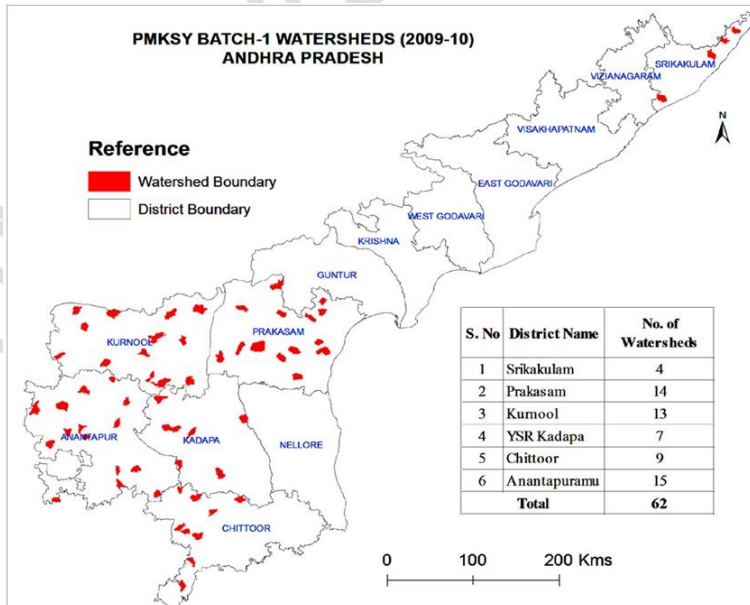 PMKSY BATCH-1 WATERSHEDS (2009-10)
ANDHRA PRADESH
SRIKAKULAM
VIZIANAGARAM
N
VISAKHAPATNAM
Reference
Watershed Boundary
District Boundary
EAST GODAVARI
WEST GODAVARI
KRISHNA
GUNTUR
PRAKASAM
KURNOOL
ANANTAPUR
KADAPA
NELLORE
CHITTOOR
S. No District Name No. of Watersheds
1 Srikakulam 4
2 Prakasam 14
3 Kurnool 13
4 YSR Kadapa 7
5 Chittoor 9
6 Anantapuramu 15
Total 62
0 100 200 Kms